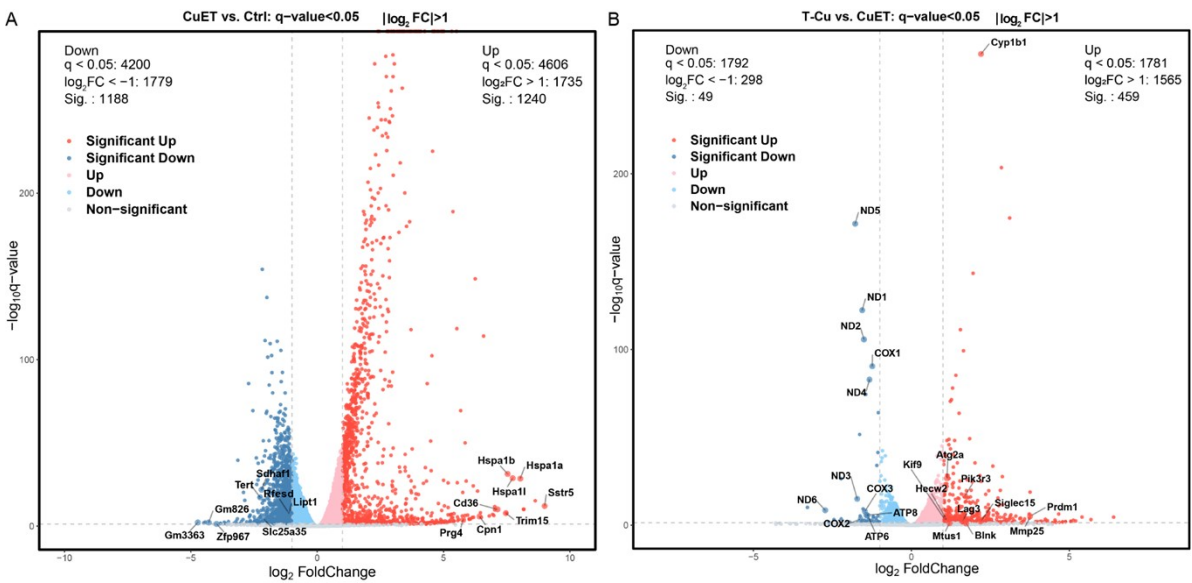 A
CuET vs. Ctrl: q-value<0.05 |log₂ FC|>1
Down
q < 0.05: 4200
log₂FC < −1: 1779
Sig. : 1188
Up
q < 0.05: 4606
log₂FC > 1: 1735
Sig. : 1240
Significant Up
Significant Down
Up
Down
Non−significant
−log₁₀q−value
200
100
0
Hspa1b
Hspa1a
Hspa1l
Sstr5
Cd36
Trim15
Cpn1
Prg4
Sdhaf1
Tert
Rfesd
Lipt1
Gm826
Slc25a35
Gm3363
Zfp967
−10
−5
0
5
10
log₂ FoldChange
B
T-Cu vs. CuET: q-value<0.05 |log₂ FC|>1
Down
q < 0.05: 1792
log₂FC < −1: 298
Sig. : 49
Up
q < 0.05: 1781
log₂FC > 1: 1565
Sig. : 459
Significant Up
Significant Down
Up
Down
Non−significant
−log₁₀q−value
200
100
0
Cyp1b1
ND5
ND1
ND2
COX1
ND4
ND3
COX3
ND6
COX2
ATP8
ATP6
Atg2a
Kif9
Pik3r3
Hecw2
Siglec15
Lag3
Prdm1
Mtus1
Blnk
Mmp25
−5
0
5
log₂ FoldChange